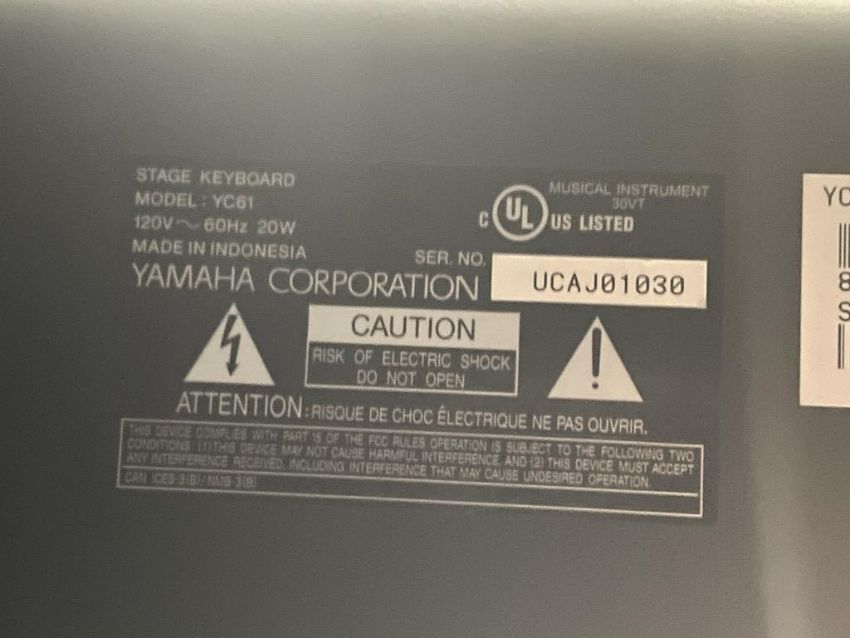 STAGE KEYBOARD
MODEL : YC61
120V～ 60Hz 20W
MADE IN INDONESIA
YAMAHA CORPORATION
C UL US LISTED
MUSICAL INSTRUMENT
30VT
SER. NO.
UCAJ01030
CAUTION
RISK OF ELECTRIC SHOCK
DO NOT OPEN
ATTENTION : RISQUE DE CHOC ÉLECTRIQUE NE PAS OUVRIR.
THIS DEVICE COMPLIES WITH PART 15 OF THE FCC RULES OPERATION IS SUBJECT TO THE FOLLOWING TWO
CONDITIONS (1) THIS DEVICE MAY NOT CAUSE HARMFUL INTERFERENCE, AND (2) THIS DEVICE MUST ACCEPT
ANY INTERFERENCE RECEIVED, INCLUDING INTERFERENCE THAT MAY CAUSE UNDESIRED OPERATION.
CAN ICES-3(B)/NMB-3(B)
YC
8
S